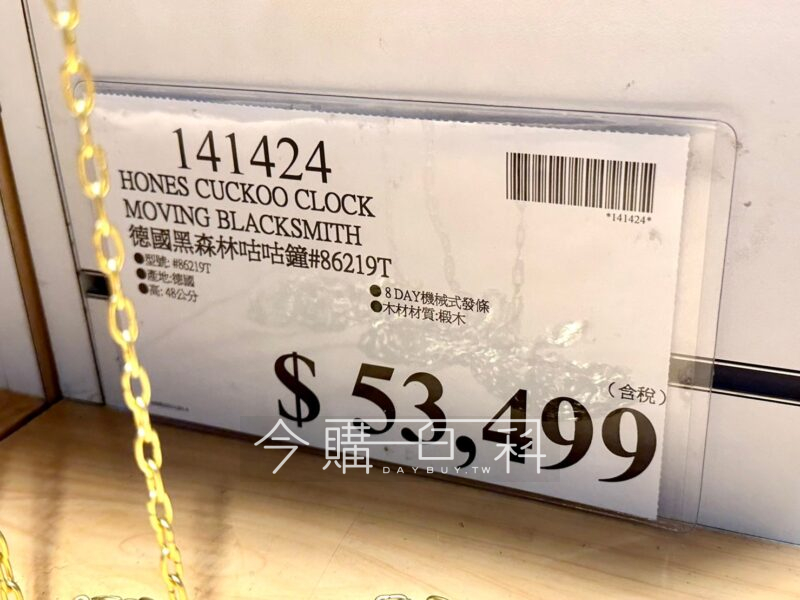 141424
HONES CUCKOO CLOCK
MOVING BLACKSMITH
德國黑森林咕咕鐘#86219T
●型號: #86219T
●產地:德國
●高: 48公分
●8 DAY機械式發條
●木材材質:椴木
*141424*
(含稅)
$ 53,499
今購百科
DAYBUY.TW